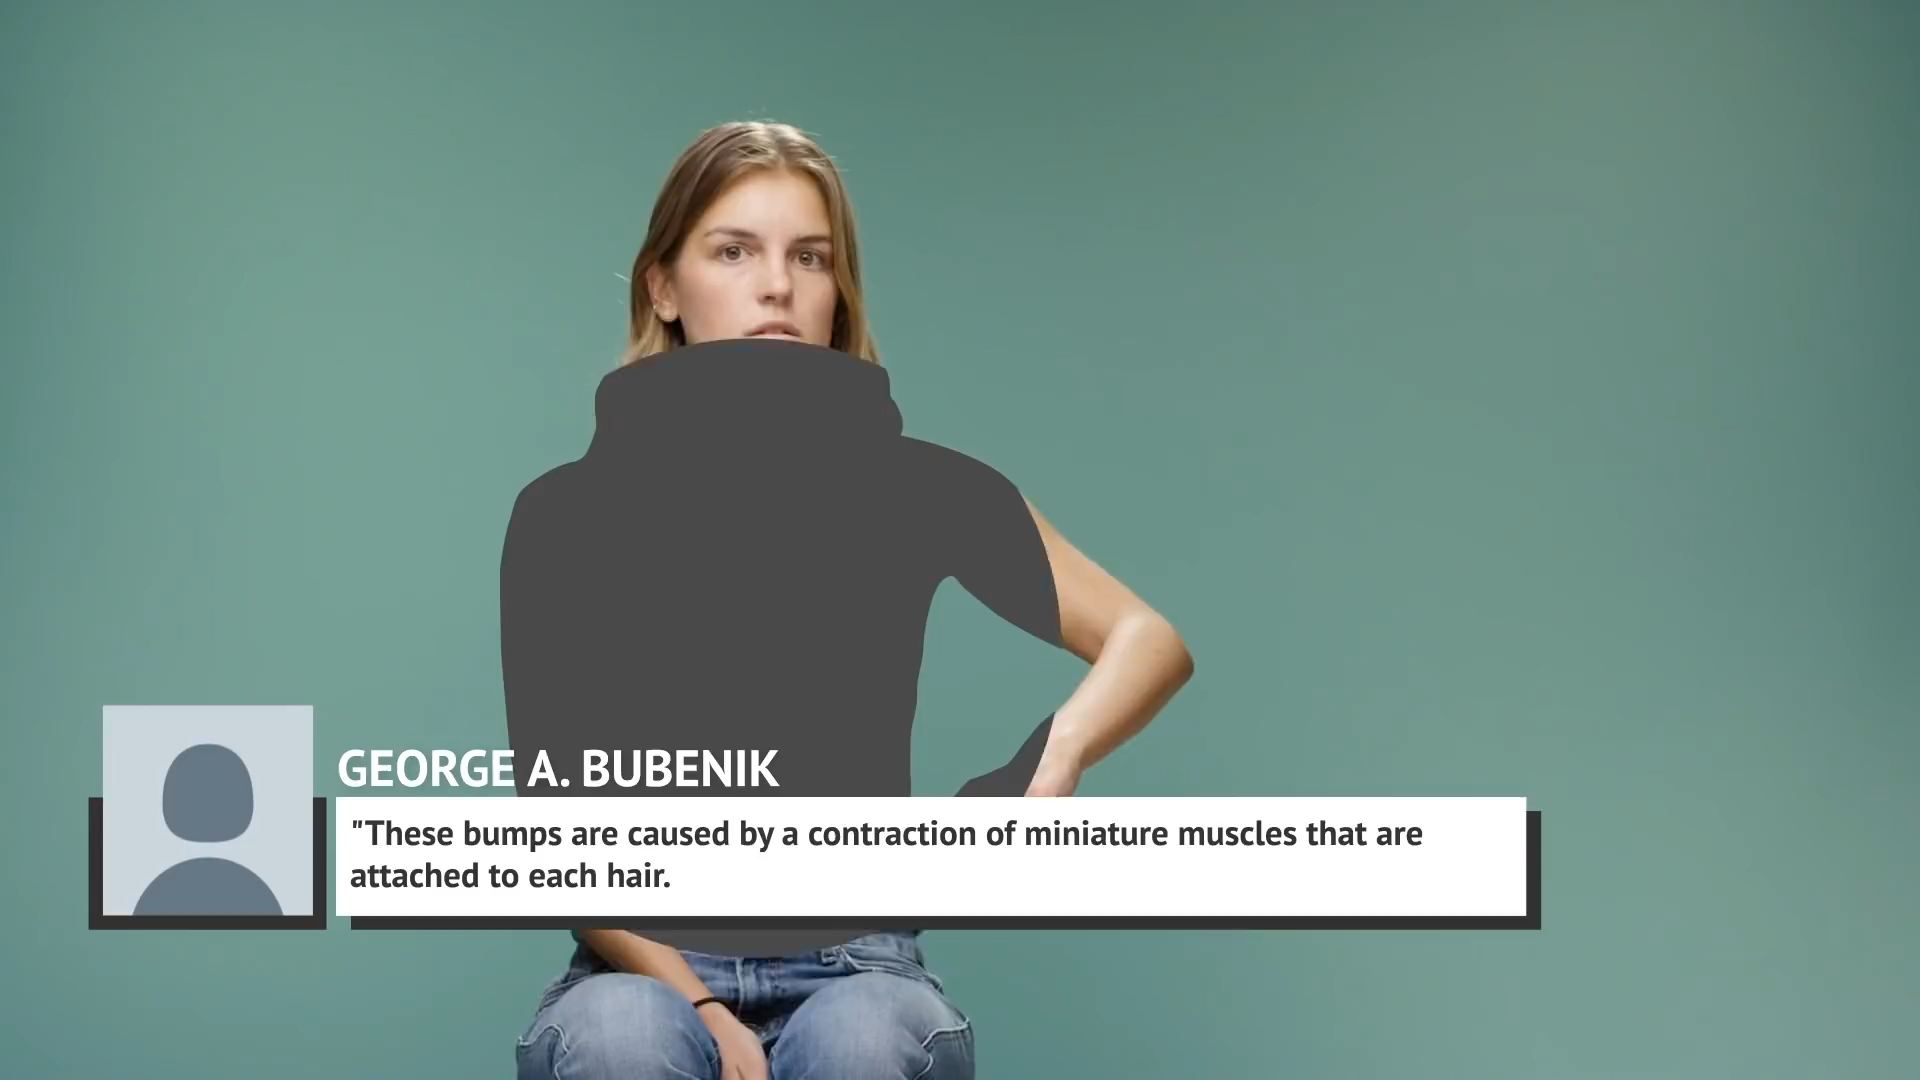 GEORGE A. BUBENIK
"These bumps are caused by a contraction of miniature muscles that are
attached to each hair.